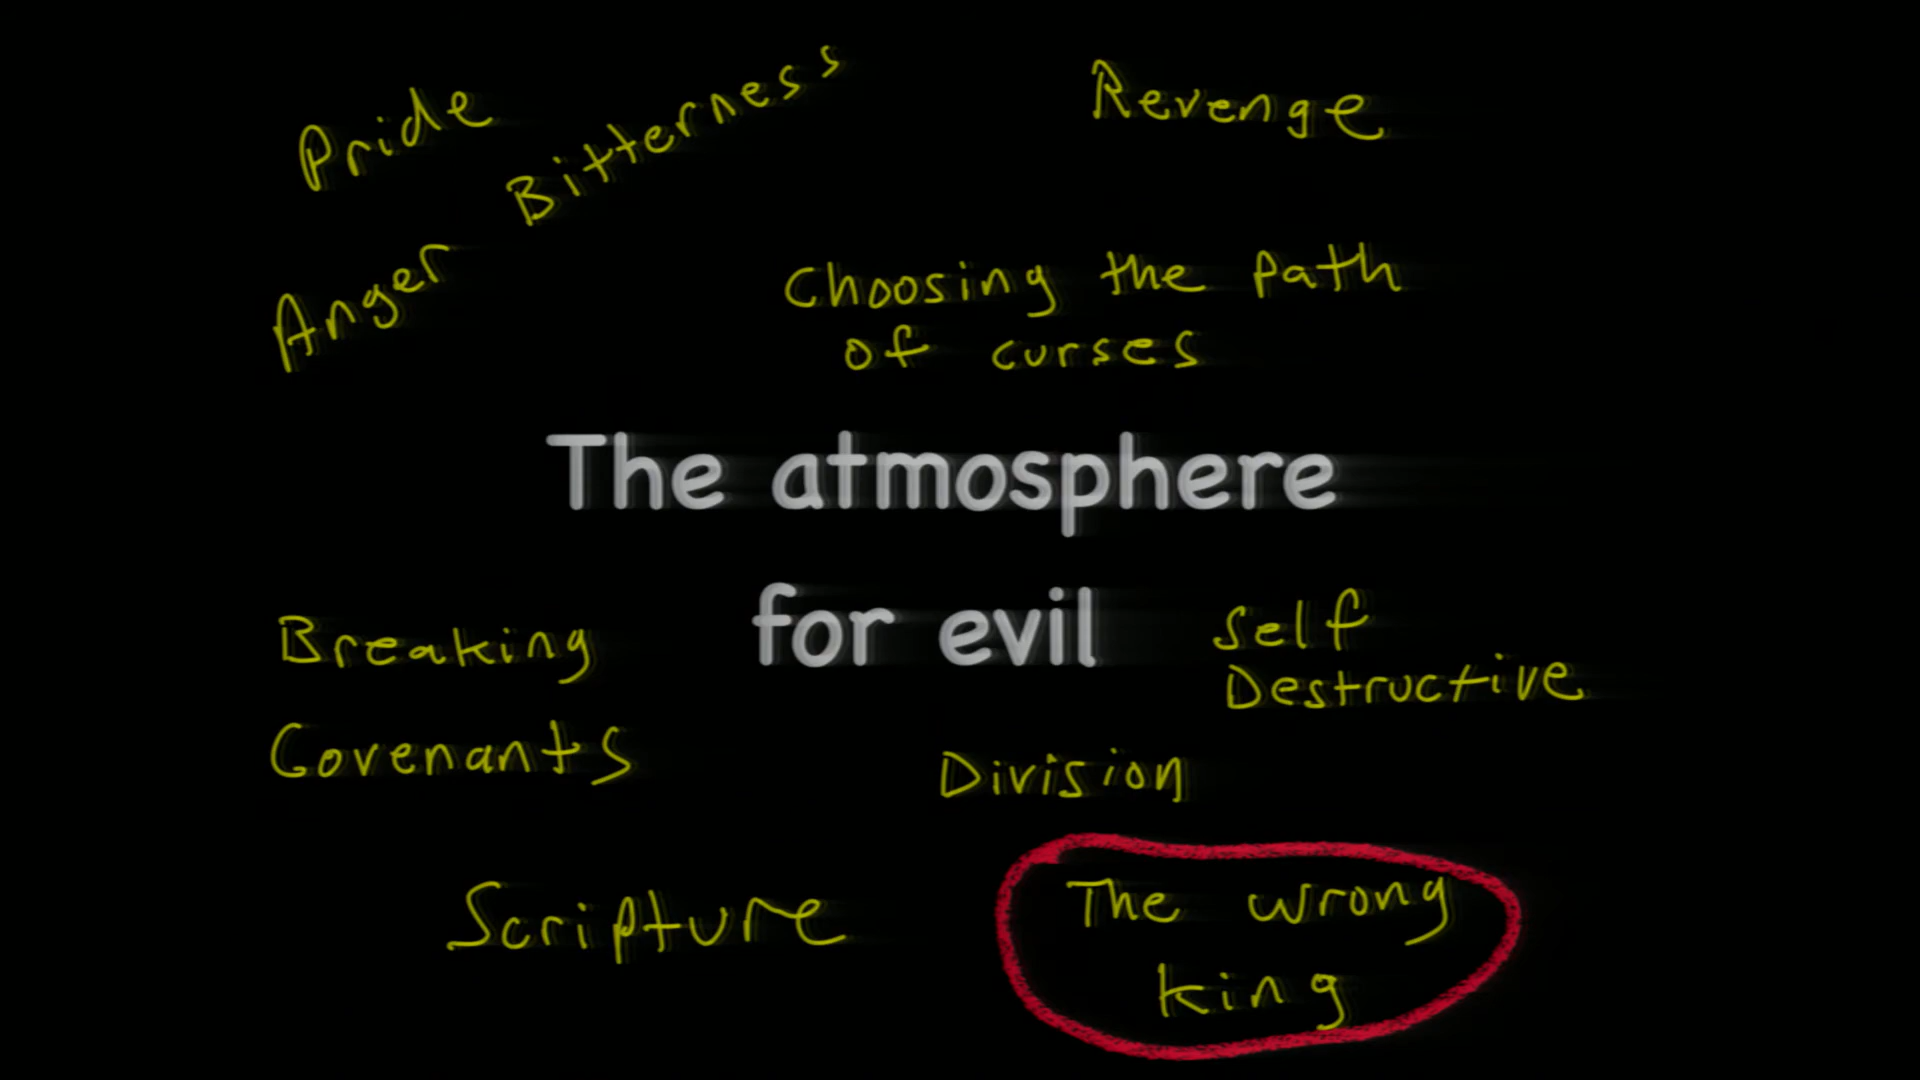 Pride
Bitterness
Revenge
Anger
Choosing the path
of curses
The atmosphere
for evil
Breaking
Covenants
Self
Destructive
Division
Scripture
The wrong
king